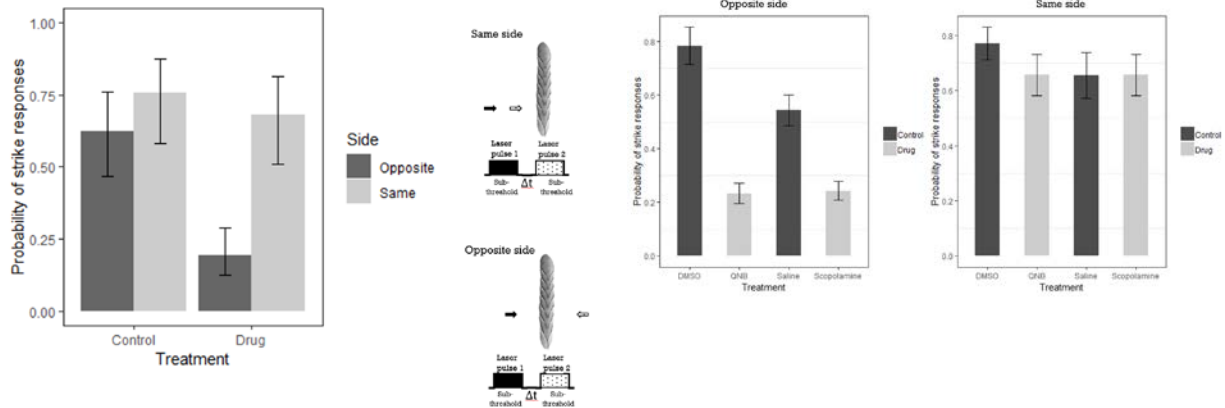 Probability of strike responses
1.00
0.75
0.50
0.25
0.00
Control
Drug
Treatment
Side
Opposite
Same
Same side
Laser
pulse 1
Laser
pulse 2
Sub-
threshold
Δt
Sub-
threshold
Opposite side
Laser
pulse 1
Laser
pulse 2
Sub-
threshold
Δt
Sub-
threshold
Opposite side
Probability of strike responses
0.8
0.6
0.4
0.2
0.0
DMSO
QNB
Saline
Scopolamine
Treatment
Control
Drug
Same side
Probability of strike responses
0.8
0.6
0.4
0.2
0.0
DMSO
QNB
Saline
Scopolamine
Treatment
Control
Drug